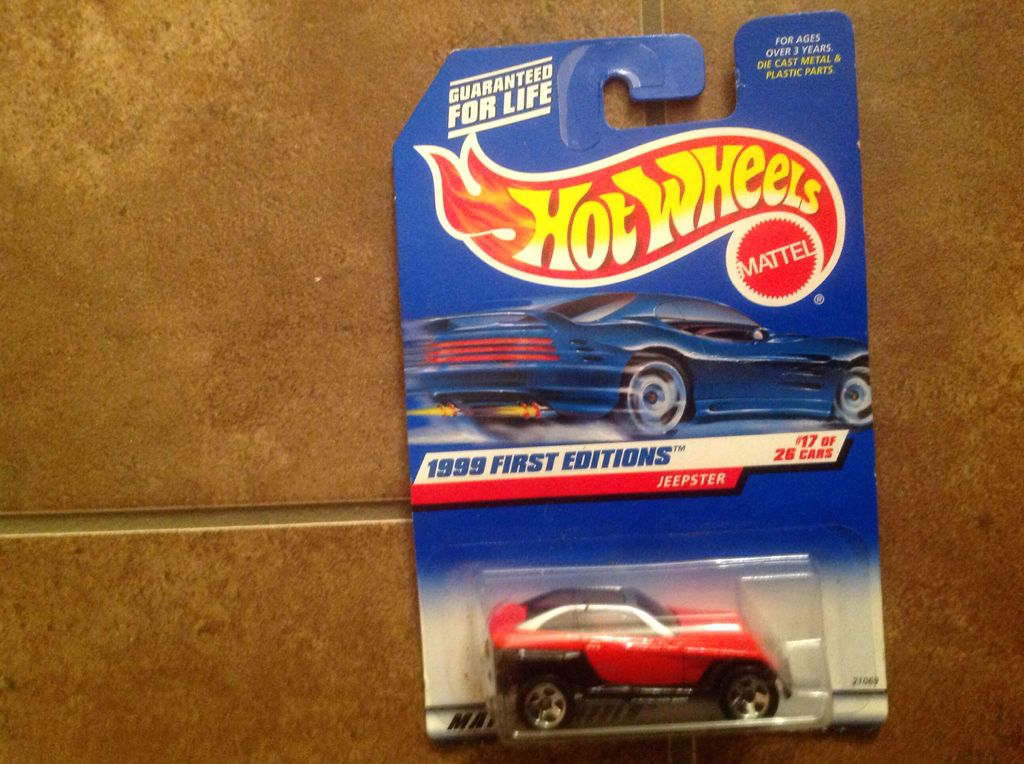 GUARANTEED
FOR LIFE
FOR AGES
OVER 3 YEARS.
DIE CAST METAL &
PLASTIC PARTS.
HOT WHEELS
MATTEL
®
1999 FIRST EDITIONS™
#17 OF
26 CARS
JEEPSTER
21069